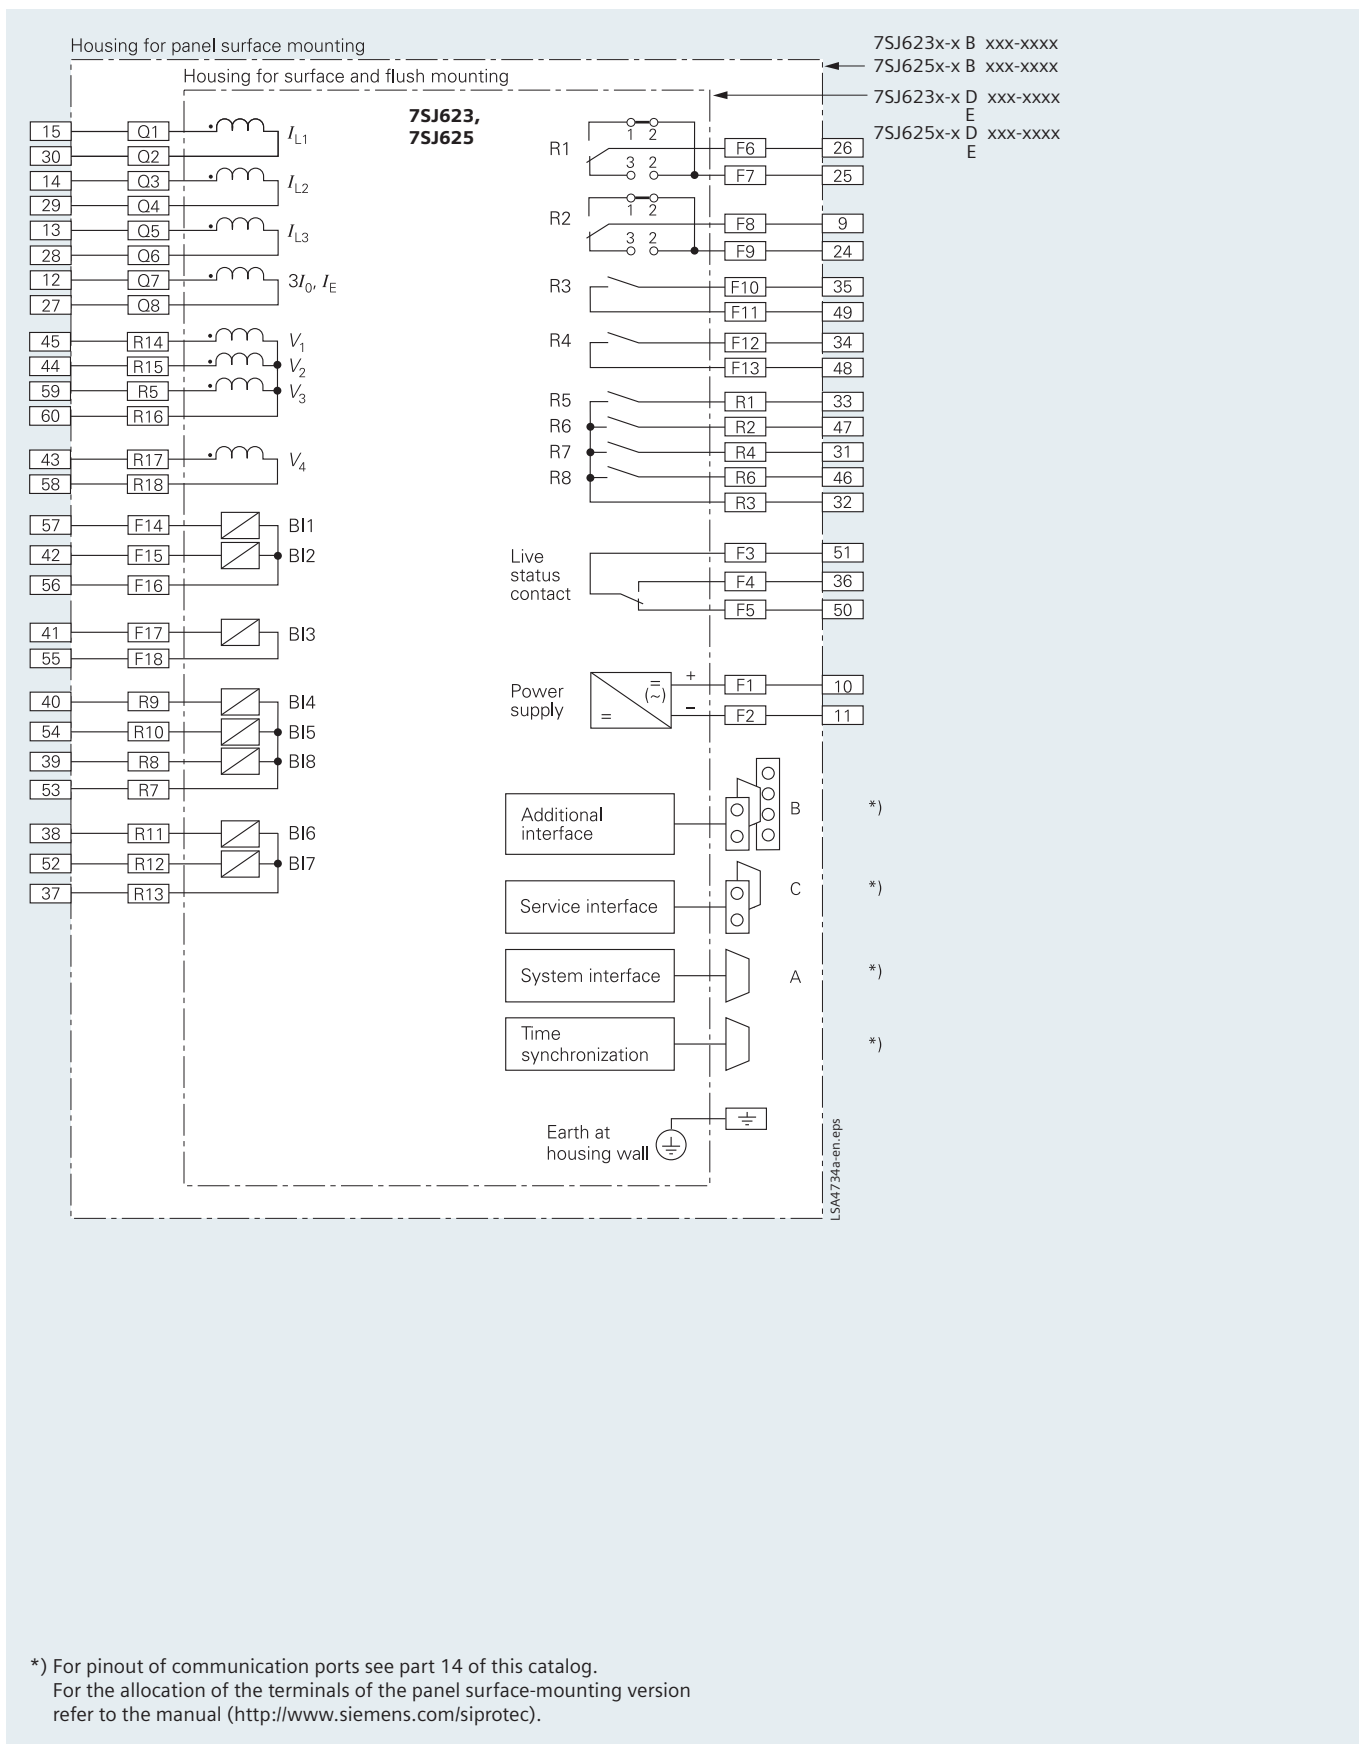 Housing for panel surface mounting
7SJ623x-x B xxx-xxxx
7SJ625x-x B xxx-xxxx
Housing for surface and flush mounting
7SJ623x-x D xxx-xxxx
E
7SJ625x-x D xxx-xxxx
E
7SJ623,
7SJ625
15 Q1 IL1
30 Q2
14 Q3 IL2
29 Q4
13 Q5 IL3
28 Q6
12 Q7 3I0, IE
27 Q8
45 R14 V1
44 R15 V2
59 R5 V3
60 R16
43 R17 V4
58 R18
57 F14 BI1
42 F15 BI2
56 F16
41 F17 BI3
55 F18
40 R9 BI4
54 R10 BI5
39 R8 BI8
53 R7
38 R11 BI6
52 R12 BI7
37 R13
1 2
R1 F6 26
3 2
F7 25
1 2
R2 F8 9
3 2
F9 24
R3 F10 35
F11 49
R4 F12 34
F13 48
R5 R1 33
R6 R2 47
R7 R4 31
R8 R6 46
R3 32
Live
status
contact
F3 51
F4 36
F5 50
Power
supply
=
(~)
=
+ F1 10
− F2 11
Additional
interface
B *)
Service interface C *)
System interface A *)
Time
synchronization
*)
Earth at
housing wall
LSA4734a-en.eps
*) For pinout of communication ports see part 14 of this catalog.
For the allocation of the terminals of the panel surface-mounting version
refer to the manual (http://www.siemens.com/siprotec).